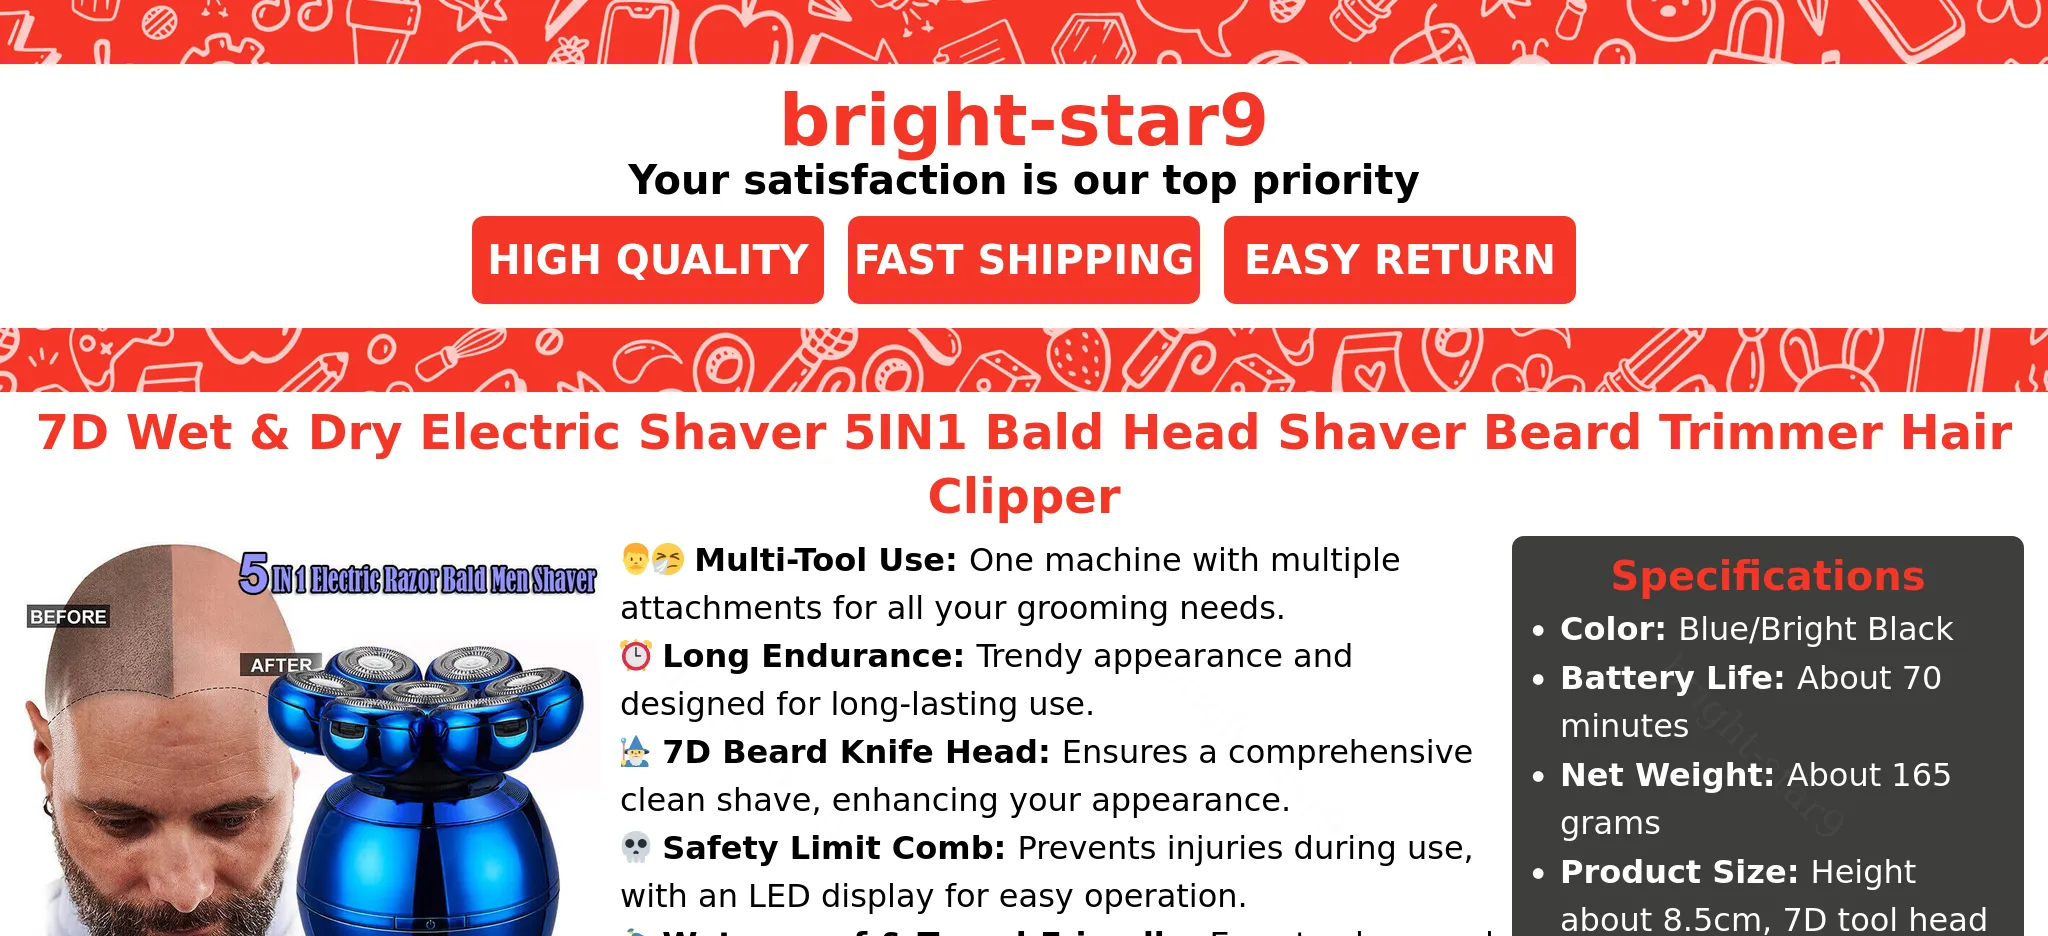 bright-star9
Your satisfaction is our top priority
HIGH QUALITY
FAST SHIPPING
EASY RETURN
7D Wet & Dry Electric Shaver 5IN1 Bald Head Shaver Beard Trimmer Hair
Clipper
5 IN 1 Electric Razor Bald Men Shaver
BEFORE
AFTER
Multi-Tool Use: One machine with multiple
attachments for all your grooming needs.
Long Endurance: Trendy appearance and
designed for long-lasting use.
7D Beard Knife Head: Ensures a comprehensive
clean shave, enhancing your appearance.
Safety Limit Comb: Prevents injuries during use,
with an LED display for easy operation.
Specifications
• Color: Blue/Bright Black
• Battery Life: About 70
minutes
• Net Weight: About 165
grams
• Product Size: Height
about 8.5cm, 7D tool head
bright-star9